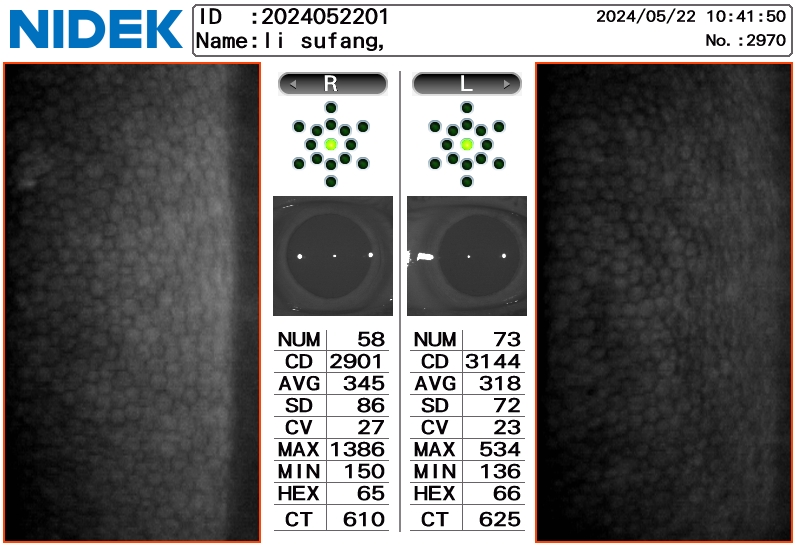 NIDEK
ID :2024052201
2024/05/22 10:41:50
Name:li sufang,
No. :2970
R
L
NUM 58
CD 2901
AVG 345
SD 86
CV 27
MAX 1386
MIN 150
HEX 65
CT 610
NUM 73
CD 3144
AVG 318
SD 72
CV 23
MAX 534
MIN 136
HEX 66
CT 625